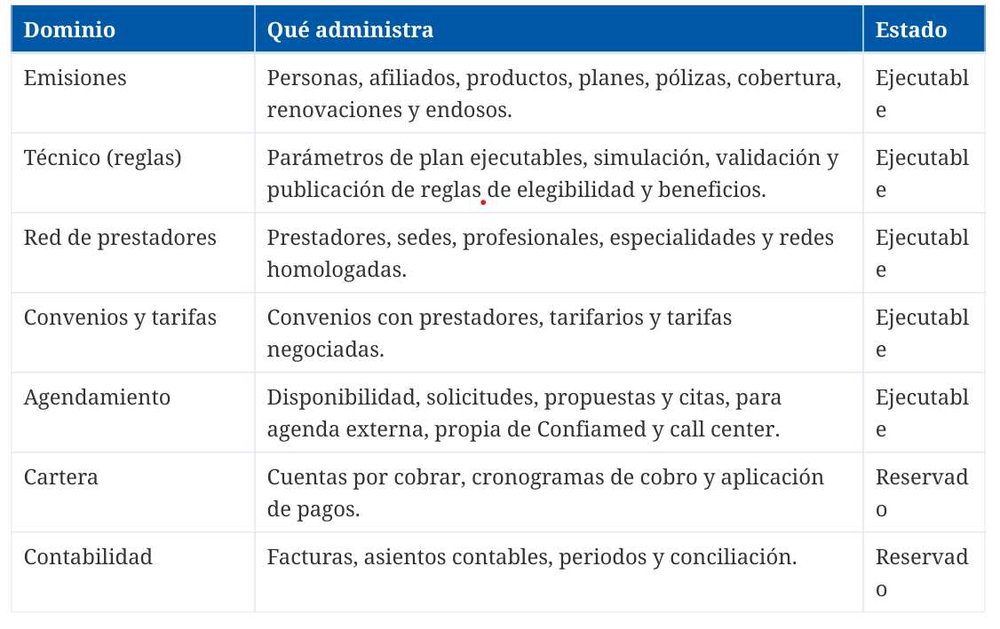 Dominio Qué administra Estado
Emisiones Personas, afiliados, productos, planes, pólizas, cobertura, Ejecutabl
renovaciones y endosos. e
Técnico (reglas) Parámetros de plan ejecutables, simulación, validación y Ejecutabl
publicación de reglas de elegibilidad y beneficios. e
Red de prestadores Prestadores, sedes, profesionales, especialidades y redes Ejecutabl
homologadas. e
Convenios y tarifas Convenios con prestadores, tarifarios y tarifas Ejecutabl
negociadas. e
Agendamiento Disponibilidad, solicitudes, propuestas y citas, para Ejecutabl
agenda externa, propia de Confiamed y call center. e
Cartera Cuentas por cobrar, cronogramas de cobro y aplicación Reservad
de pagos. o
Contabilidad Facturas, asientos contables, periodos y conciliación. Reservad
o